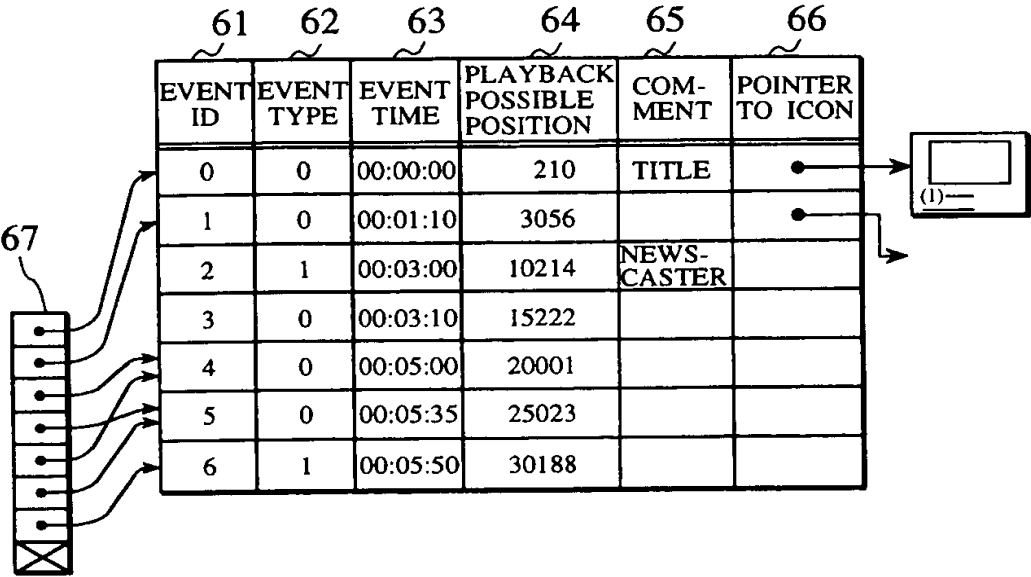 61 62 63 64 65 66
EVENT ID EVENT TYPE EVENT TIME PLAYBACK POSSIBLE POSITION COM-MENT POINTER TO ICON
0 0 00:00:00 210 TITLE
(1)
1 0 00:01:10 3056
67
2 1 00:03:00 10214 NEWS-CASTER
3 0 00:03:10 15222
4 0 00:05:00 20001
5 0 00:05:35 25023
6 1 00:05:50 30188